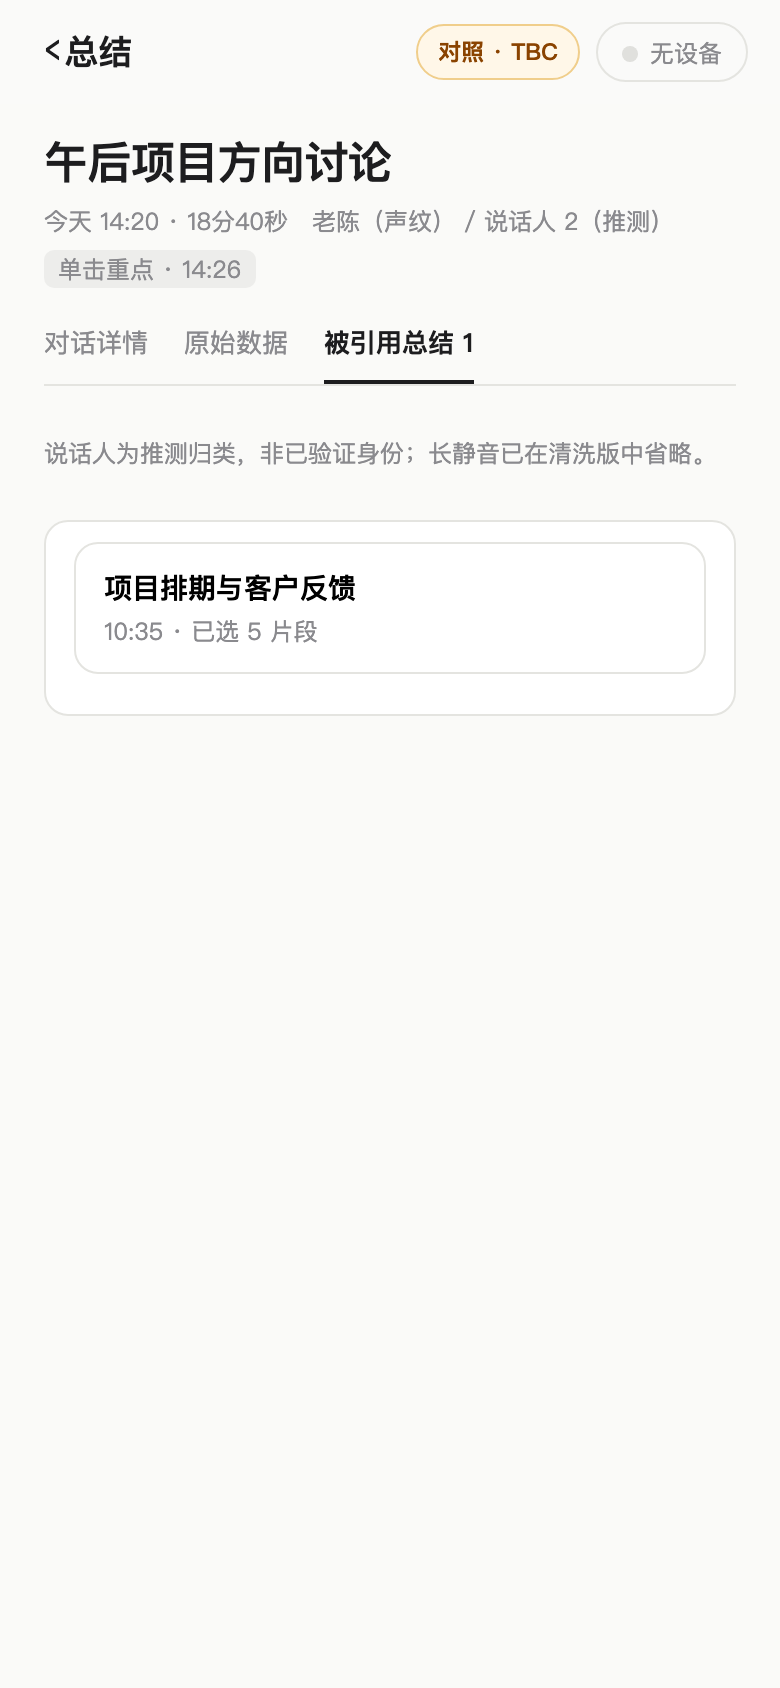 <总结
对照 · TBC
无设备
午后项目方向讨论
今天 14:20 · 18分40秒 老陈（声纹） / 说话人 2（推测）
单击重点 · 14:26
对话详情 原始数据 被引用总结 1
说话人为推测归类，非已验证身份；长静音已在清洗版中省略。
项目排期与客户反馈
10:35 · 已选 5 片段